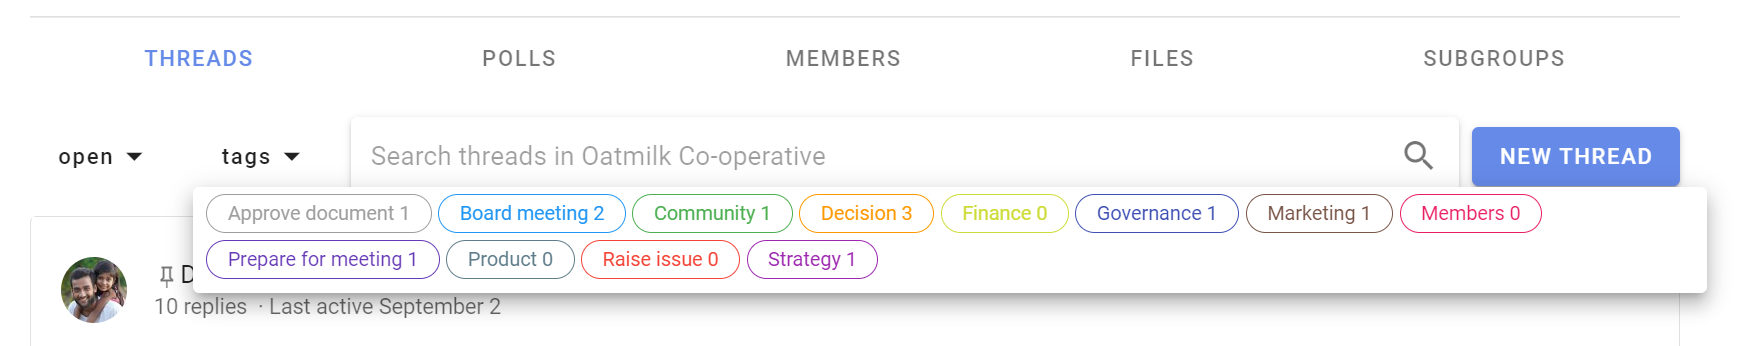 THREADS POLLS MEMBERS FILES SUBGROUPS
open tags Search threads in Oatmilk Co-operative NEW THREAD
Approve document 1 Board meeting 2 Community 1 Decision 3 Finance 0 Governance 1 Marketing 1 Members 0
Prepare for meeting 1 Product 0 Raise issue 0 Strategy 1
10 replies · Last active September 2